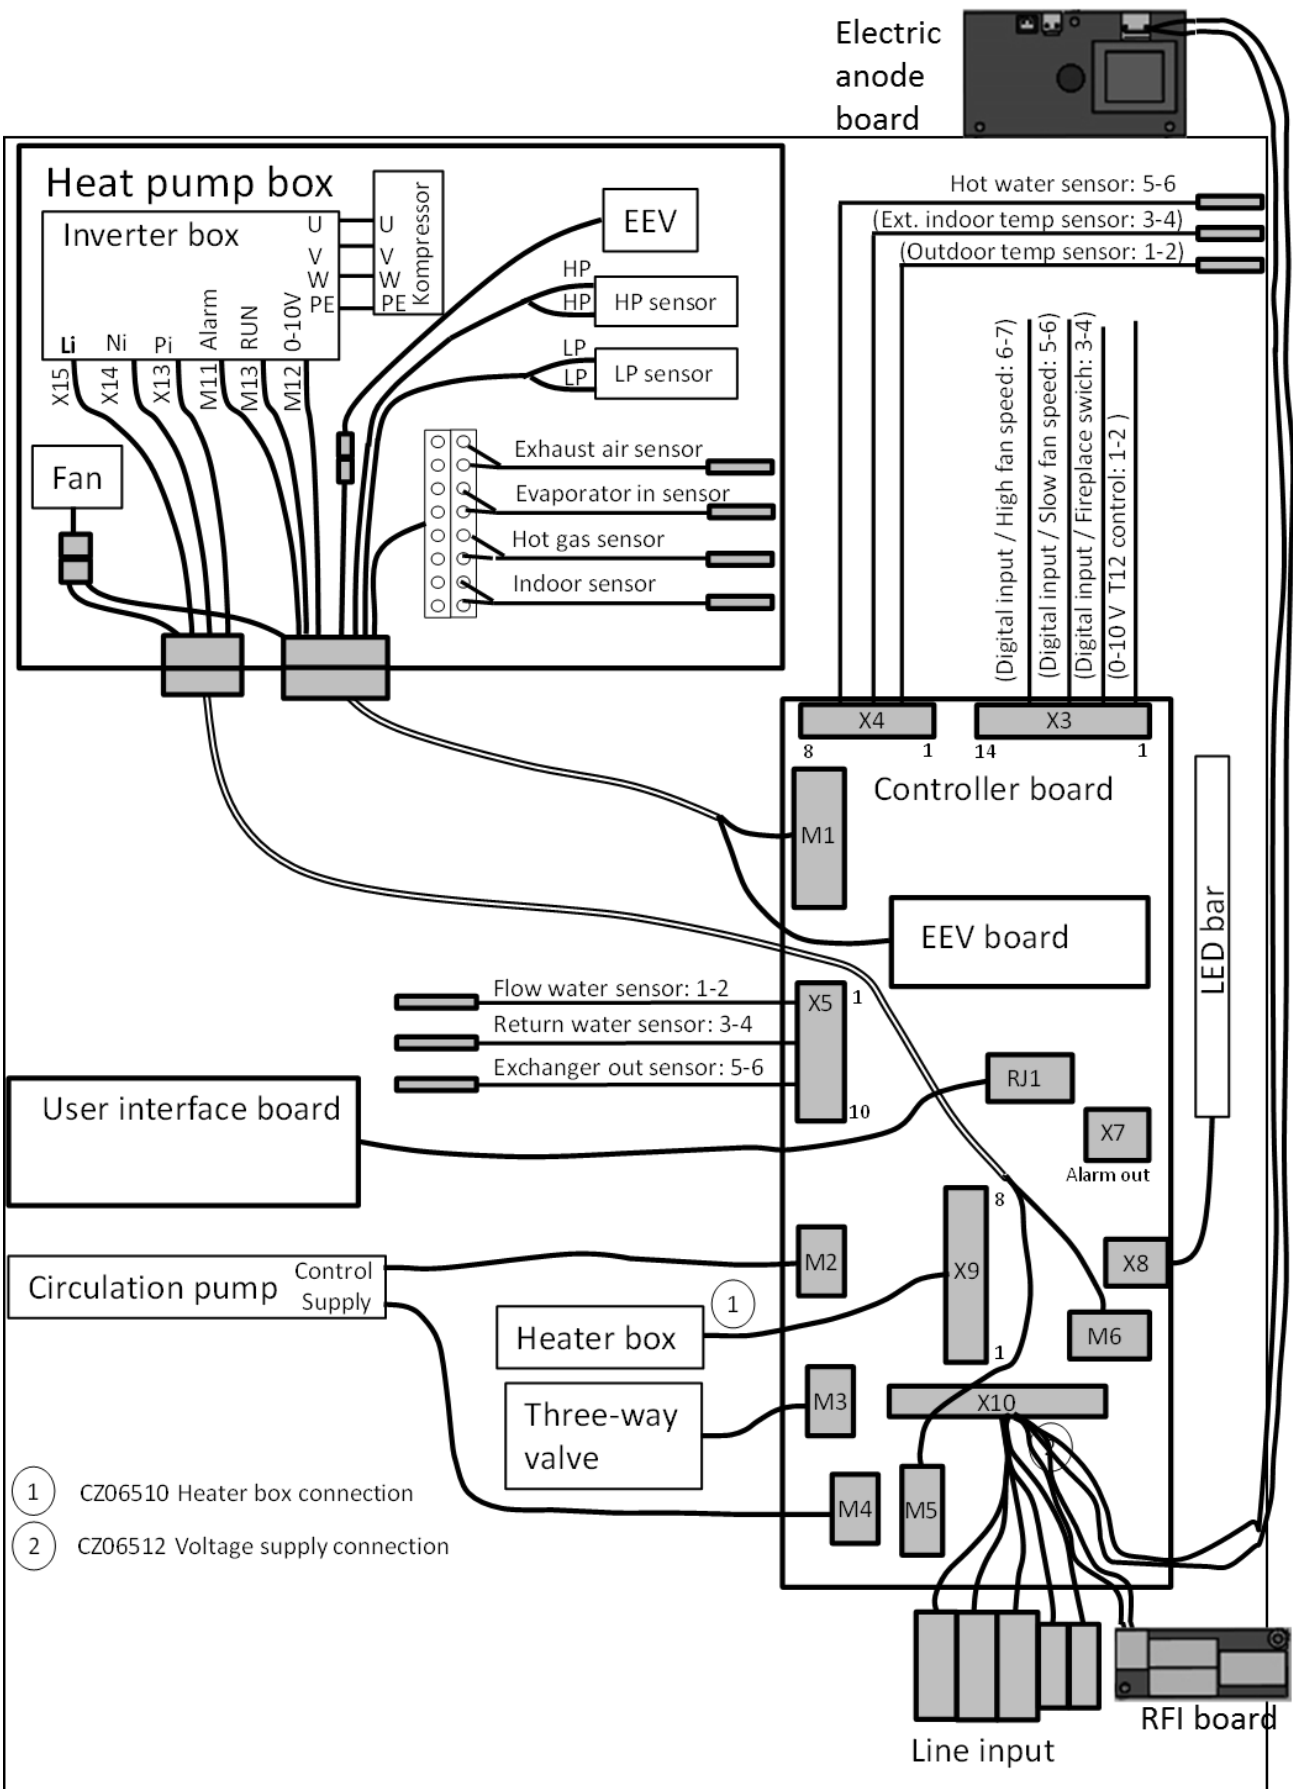 Electric
anode
board
Heat pump box
Inverter box
U
V
W
PE
U
V
W
PE
Kompressor
Li
Ni
Pi
Alarm
RUN
0-10V
X15
X14
X13
M11
M13
M12
EEV
HP
HP
HP sensor
LP
LP
LP sensor
Fan
Exhaust air sensor
Evaporator in sensor
Hot gas sensor
Indoor sensor
Hot water sensor: 5-6
(Ext. indoor temp sensor: 3-4)
(Outdoor temp sensor: 1-2)
(Digital input / High fan speed: 6-7)
(Digital input / Slow fan speed: 5-6)
(Digital input / Fireplace swich: 3-4)
(0-10 V T12 control: 1-2 )
X4
8
1
X3
14
1
Controller board
M1
EEV board
LED bar
Flow water sensor: 1-2
Return water sensor: 3-4
Exchanger out sensor: 5-6
X5
1
10
RJ1
X7
Alarm out
User interface board
Circulation pump
Control
Supply
M2
X9
8
1
X8
M6
Heater box
1
Three-way
valve
M3
X10
2
M4
M5
1 CZ06510 Heater box connection
2 CZ06512 Voltage supply connection
Line input
RFI board